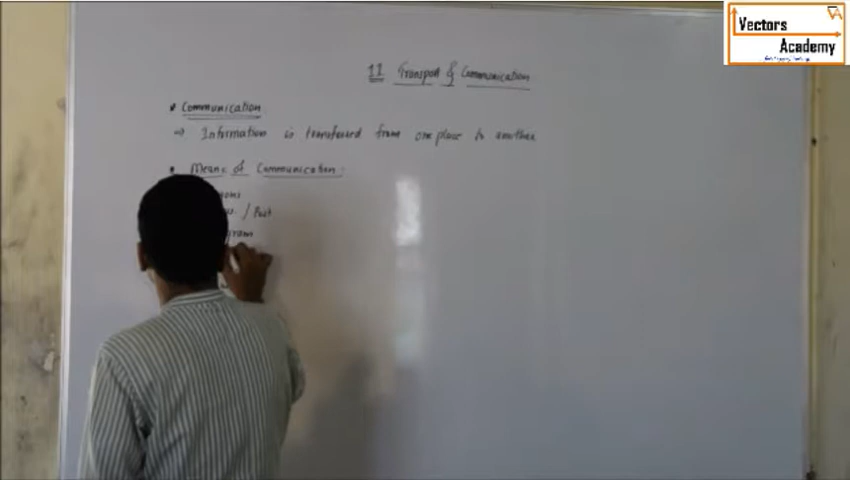 Vectors
Academy
11 Transport & Communication
• Communication
⇒ Information is transferred from one place to another
• Means of Communication :
/ Post